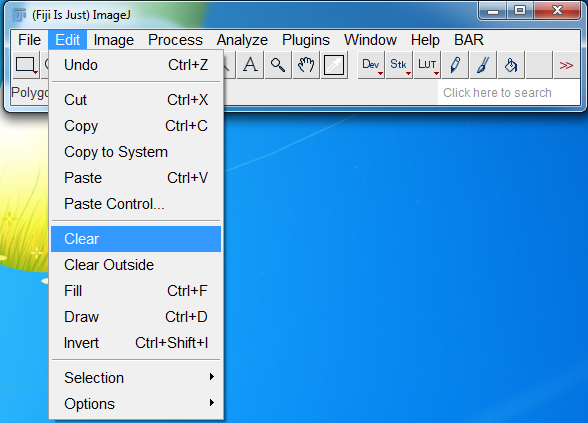 (Fiji Is Just) ImageJ
File Edit Image Process Analyze Plugins Window Help BAR
A Dev Stk LUT >>
Click here to search
Undo Ctrl+Z
Cut Ctrl+X
Copy Ctrl+C
Copy to System
Paste Ctrl+V
Paste Control...
Clear
Clear Outside
Fill Ctrl+F
Draw Ctrl+D
Invert Ctrl+Shift+I
Selection
Options